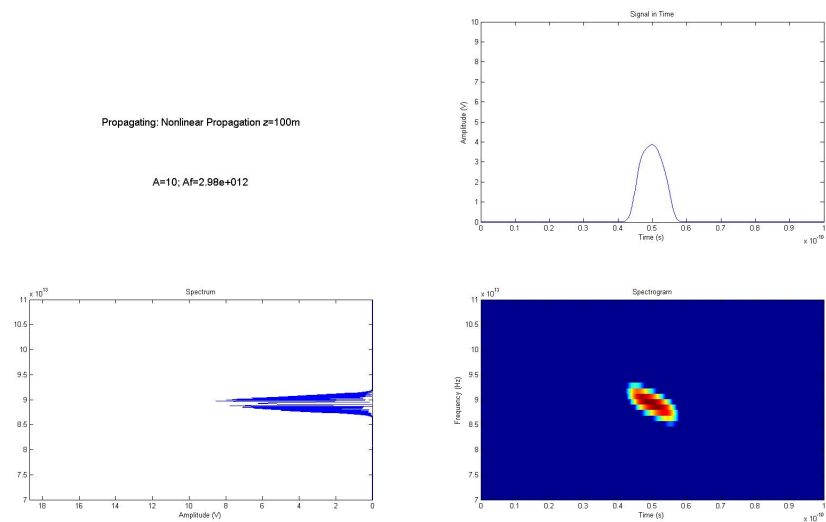 Signal in Time
10
9
8
7
6
5
4
3
2
1
0
Amplitude (V)
0 0.1 0.2 0.3 0.4 0.5 0.6 0.7 0.8 0.9 1
Time (s)
x 10^-10
Propagating: Nonlinear Propagation z=100m
A=10; Af=2.98e+012
Spectrum
x 10^13
11
10.5
10
9.5
9
8.5
8
7.5
7
18 16 14 12 10 8 6 4 2 0
Amplitude (V)
Spectrogram
x 10^13
11
10.5
10
9.5
9
8.5
8
7.5
7
Frequency (Hz)
0 0.1 0.2 0.3 0.4 0.5 0.6 0.7 0.8 0.9 1
Time (s)
x 10^-10